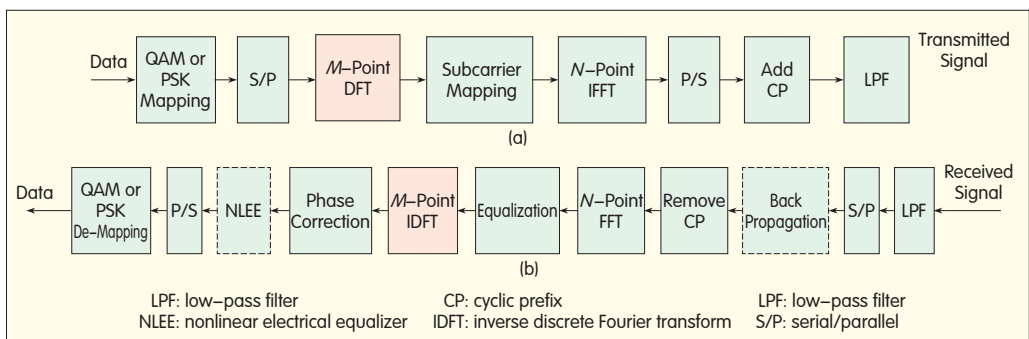 Data
QAM or
PSK
Mapping
S/P
M–Point
DFT
Subcarrier
Mapping
N–Point
IFFT
P/S
Add
CP
LPF
Transmitted
Signal
(a)
Data
QAM or
PSK
De–Mapping
P/S
NLEE
Phase
Correction
M–Point
IDFT
Equalization
N–Point
FFT
Remove
CP
Back
Propagation
S/P
LPF
Received
Signal
(b)
LPF: low–pass filter CP: cyclic prefix LPF: low–pass filter
NLEE: nonlinear electrical equalizer IDFT: inverse discrete Fourier transform S/P: serial/parallel